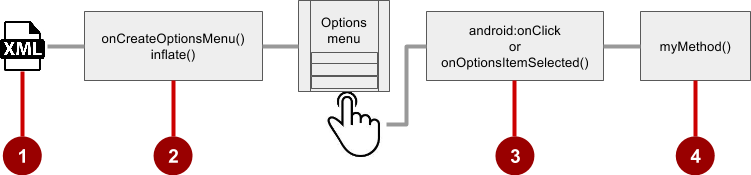 XML
onCreateOptionsMenu()
inflate()
Options
menu
android:onClick
or
onOptionsItemSelected()
myMethod()
1
2
3
4